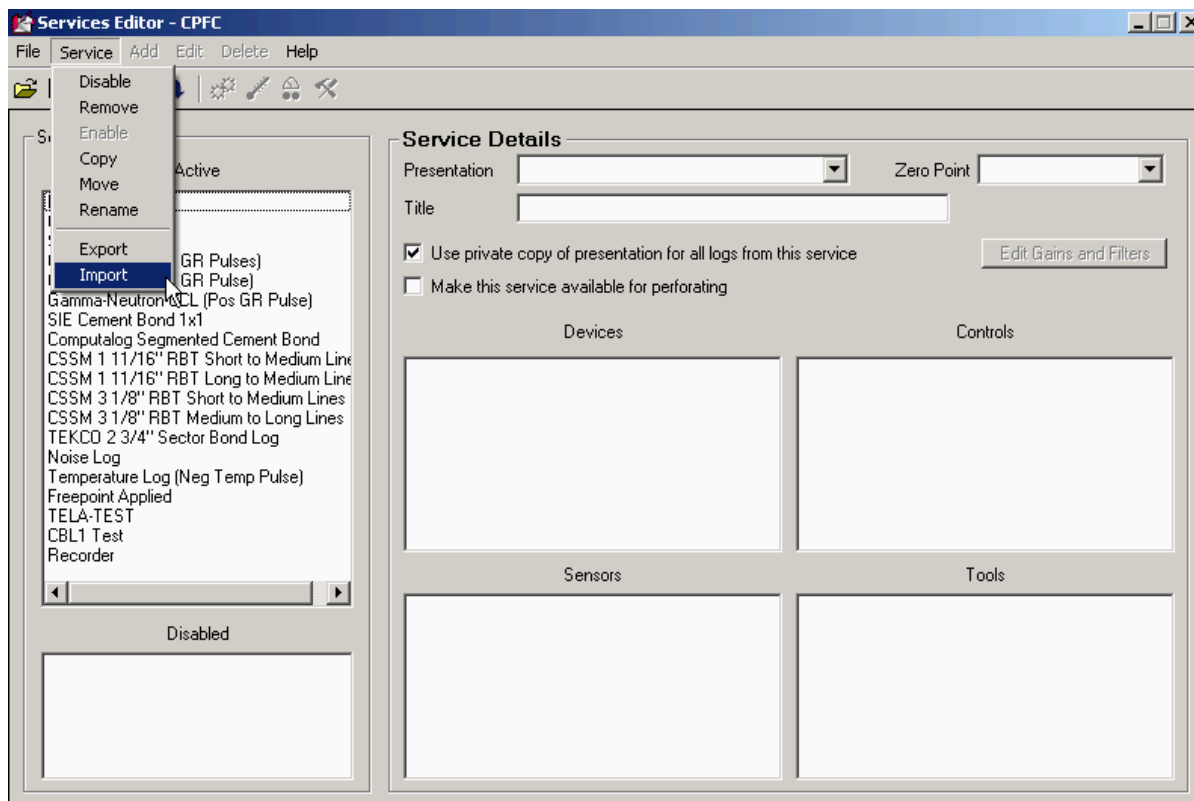 Services Editor - CPFC
File Service Add Edit Delete Help
Disable
Remove
Enable
Copy
Move
Rename
Export
Import
Active
GR Pulses)
GR Pulse)
Gamma-Neutron-CCL (Pos GR Pulse)
SIE Cement Bond 1x1
Computalog Segmented Cement Bond
CSSM 1 11/16" RBT Short to Medium Line
CSSM 1 11/16" RBT Long to Medium Line
CSSM 3 1/8" RBT Short to Medium Lines
CSSM 3 1/8" RBT Medium to Long Lines
TEKCO 2 3/4" Sector Bond Log
Noise Log
Temperature Log (Neg Temp Pulse)
Freepoint Applied
TELA-TEST
CBL1 Test
Recorder
Disabled
Service Details
Presentation
Zero Point
Title
Use private copy of presentation for all logs from this service
Edit Gains and Filters
Make this service available for perforating
Devices
Controls
Sensors
Tools